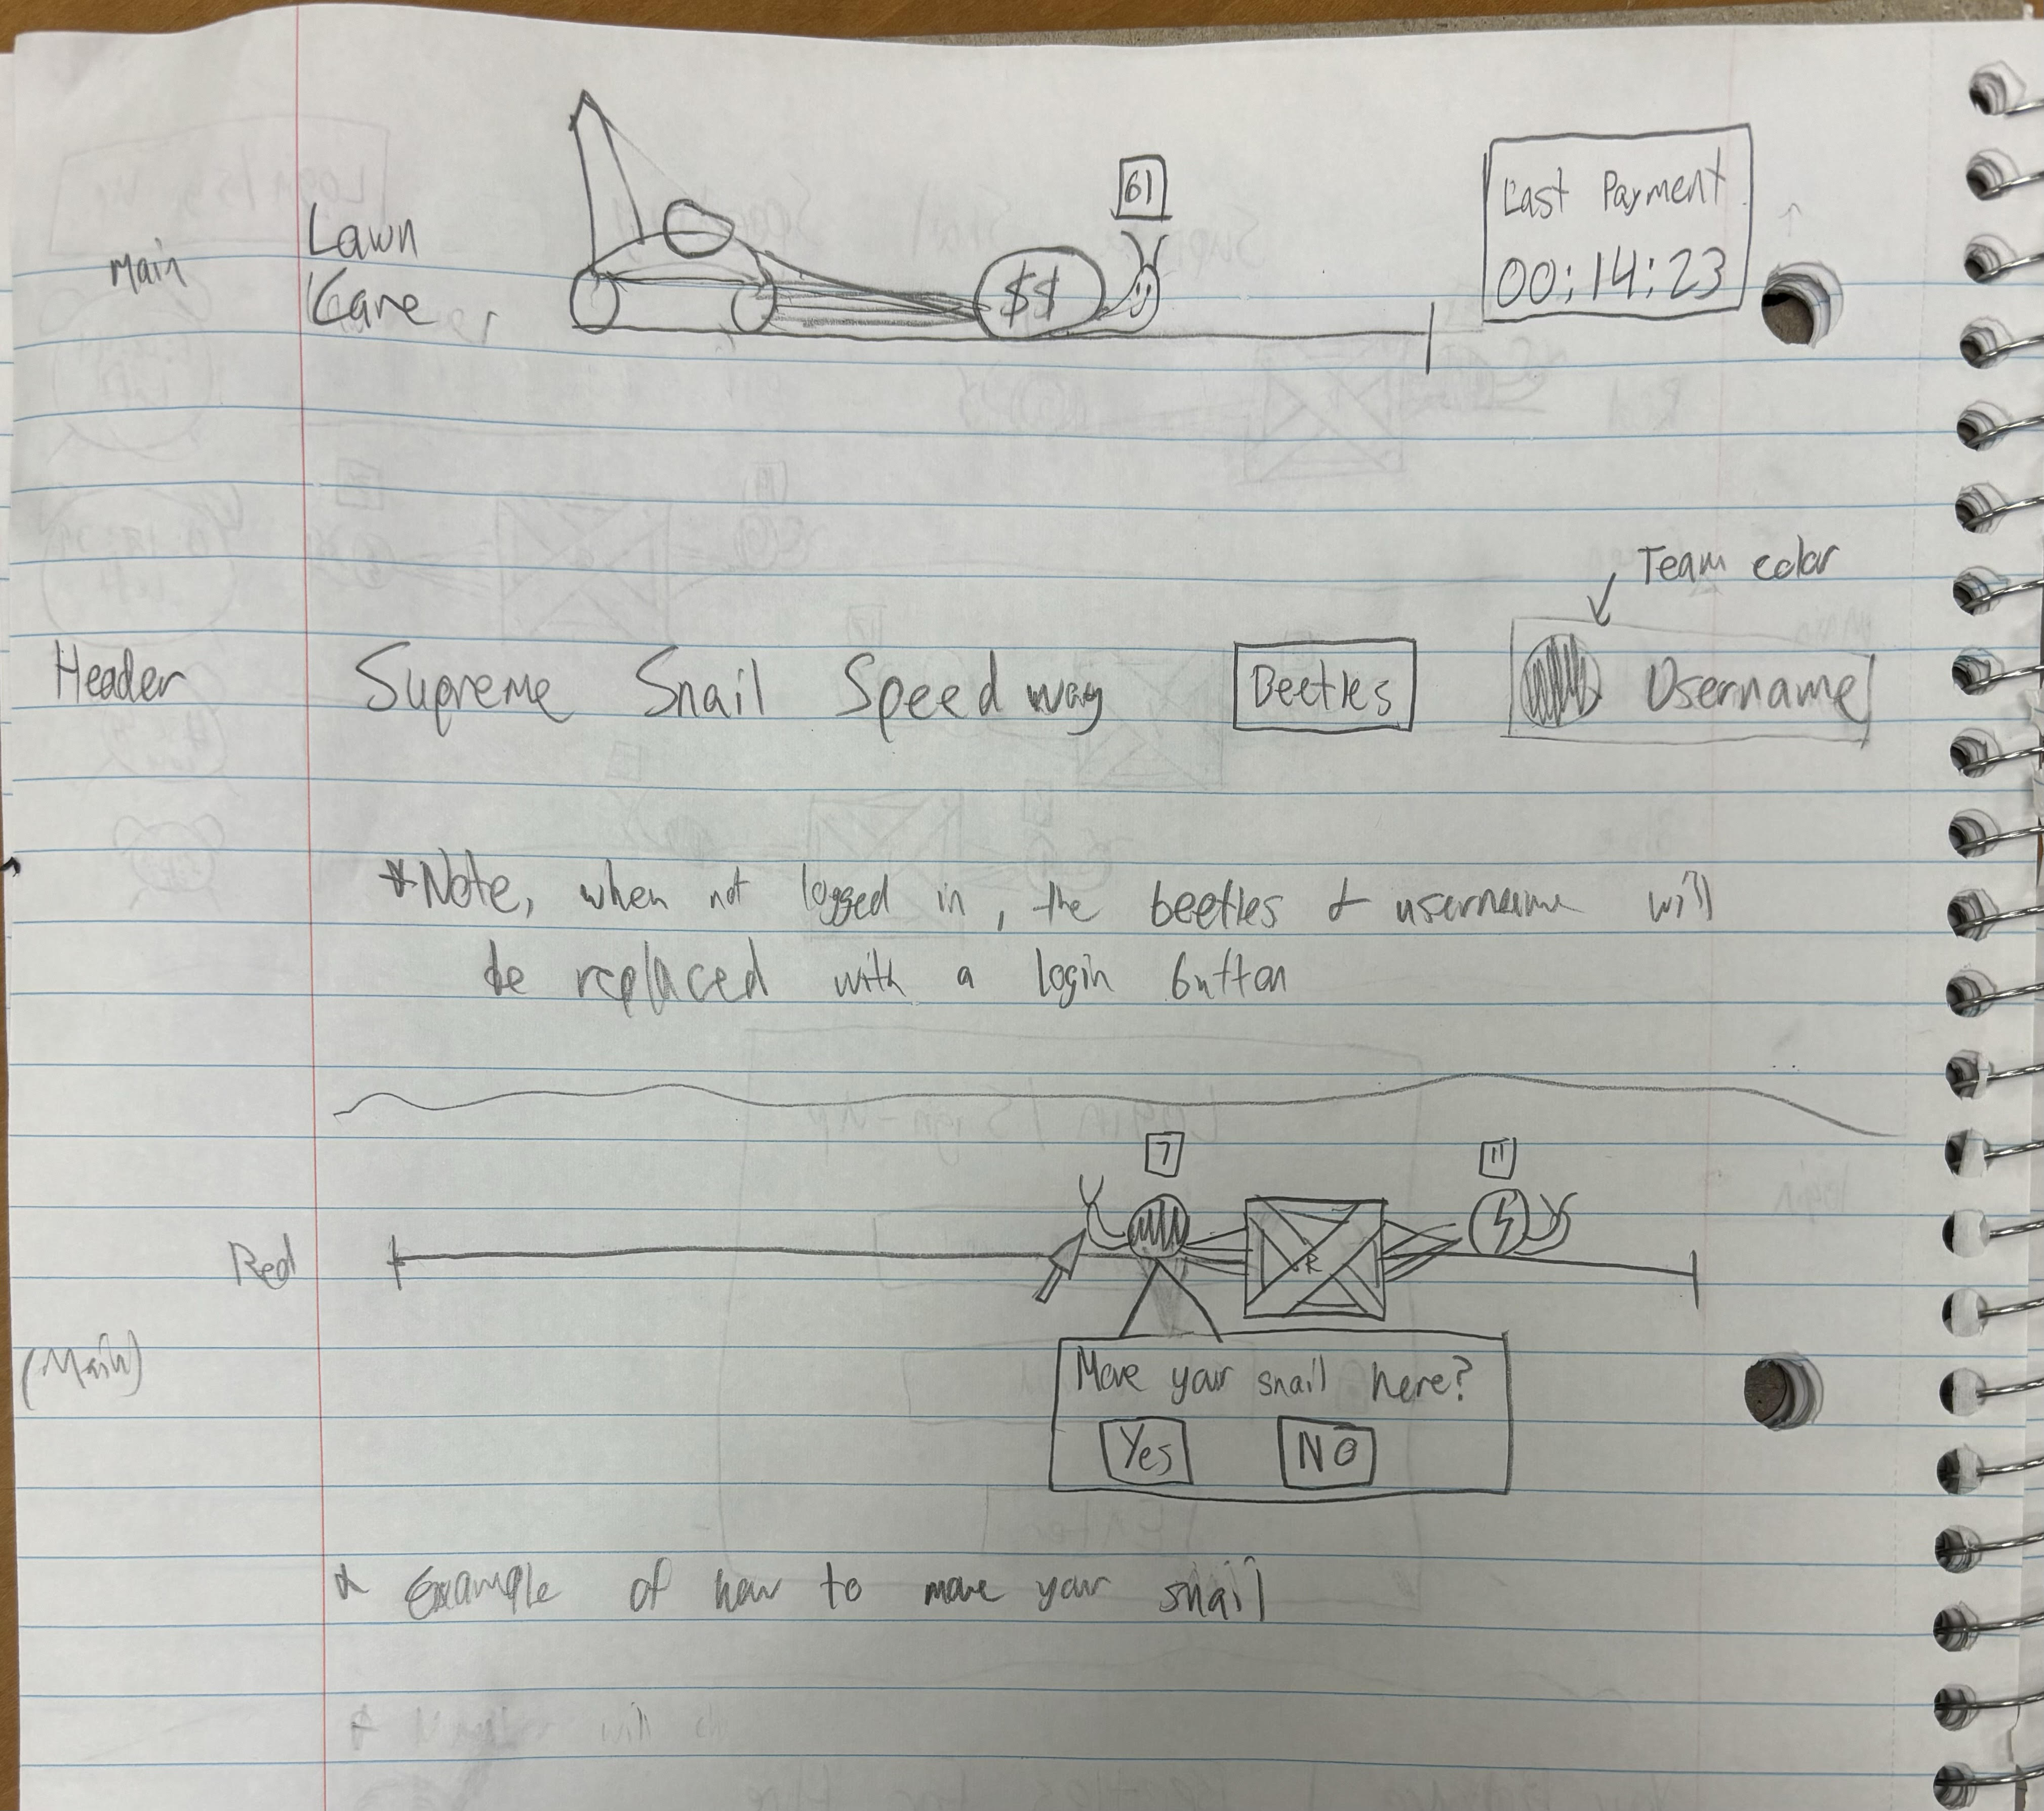 61
Last Payment
Main
Lawn
Care
$$
00:14:23
Team color
Header
Supreme Snail Speedway
Beetles
Username
*Note, when not logged in, the beetles & username will
be replaced with a login button
7
11
Red
R
(Main)
Move your snail here?
Yes
NO
* Example of how to move your snail